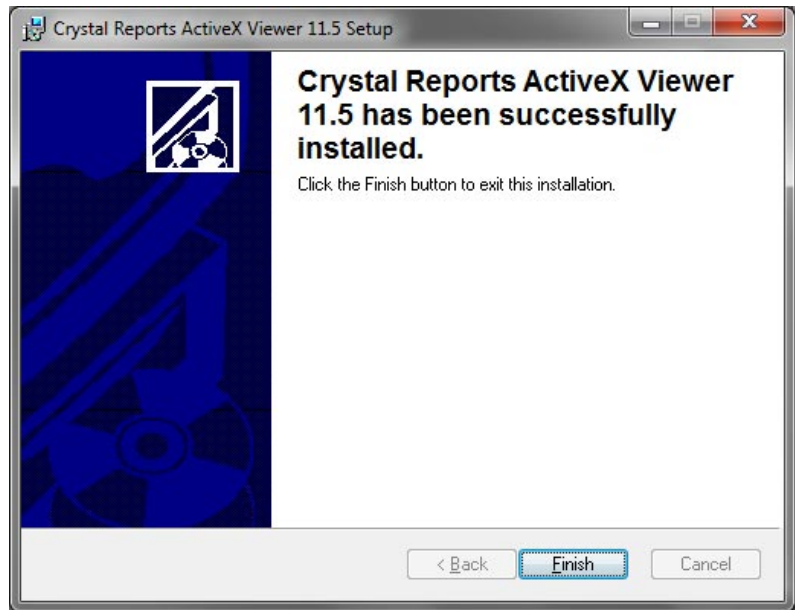 Crystal Reports ActiveX Viewer 11.5 Setup
Crystal Reports ActiveX Viewer
11.5 has been successfully
installed.
Click the Finish button to exit this installation.
< Back
Finish
Cancel